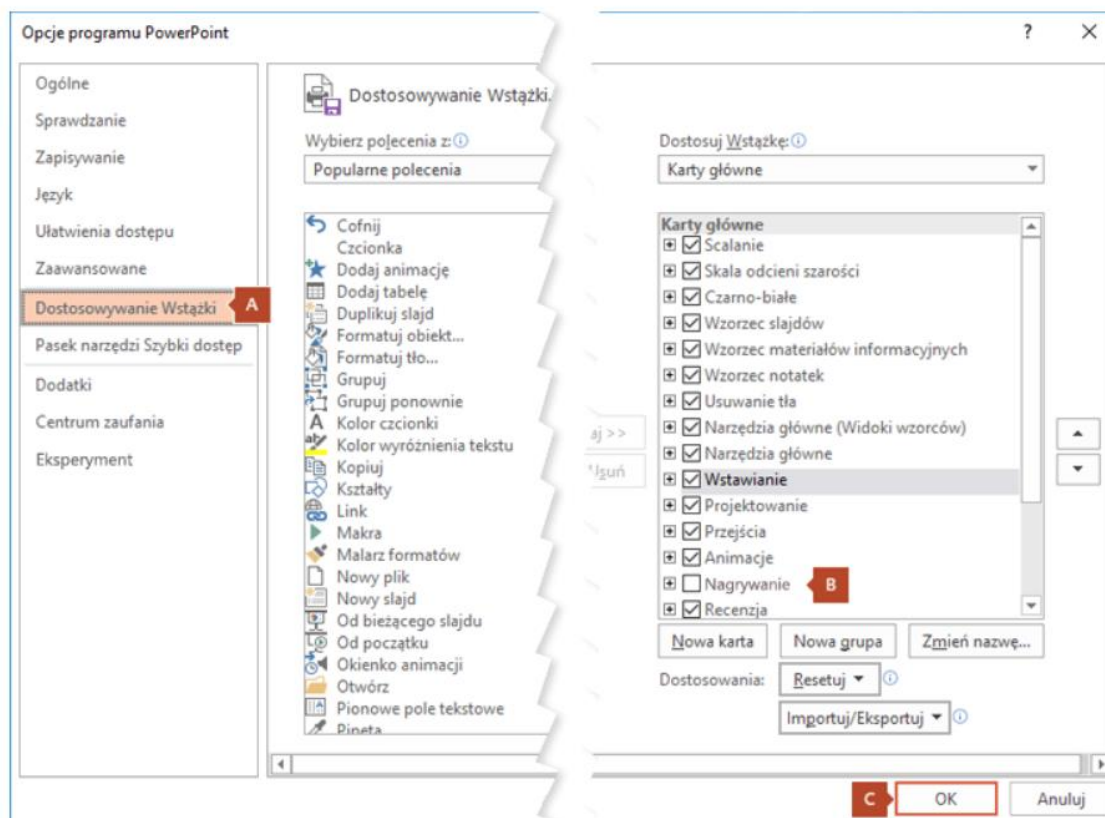 Opcje programu PowerPoint
?
Ogólne
Sprawdzanie
Zapisywanie
Język
Ułatwienia dostępu
Zaawansowane
Dostosowywanie Wstążki
A
Pasek narzędzi Szybki dostęp
Dodatki
Centrum zaufania
Eksperyment
Dostosowywanie Wstążki.
Wybierz polecenia z:
Popularne polecenia
Cofnij
Czcionka
Dodaj animację
Dodaj tabelę
Duplikuj slajd
Formatuj obiekt...
Formatuj tło...
Grupuj
Grupuj ponownie
Kolor czcionki
Kolor wyróżnienia tekstu
Kopiuj
Kształty
Link
Makra
Malarz formatów
Nowy plik
Nowy slajd
Od bieżącego slajdu
Od początku
Okienko animacji
Otwórz
Pionowe pole tekstowe
Pipeta
aj >>
Usuń
Dostosuj Wstążkę:
Karty główne
Karty główne
Scalanie
Skala odcieni szarości
Czarno-białe
Wzorzec slajdów
Wzorzec materiałów informacyjnych
Wzorzec notatek
Usuwanie tła
Narzędzia główne (Widoki wzorców)
Narzędzia główne
Wstawianie
Projektowanie
Przejścia
Animacje
Nagrywanie
B
Recenzja
Nowa karta Nowa grupa Zmień nazwę...
Dostosowania: Resetuj
Importuj/Eksportuj
C OK Anuluj